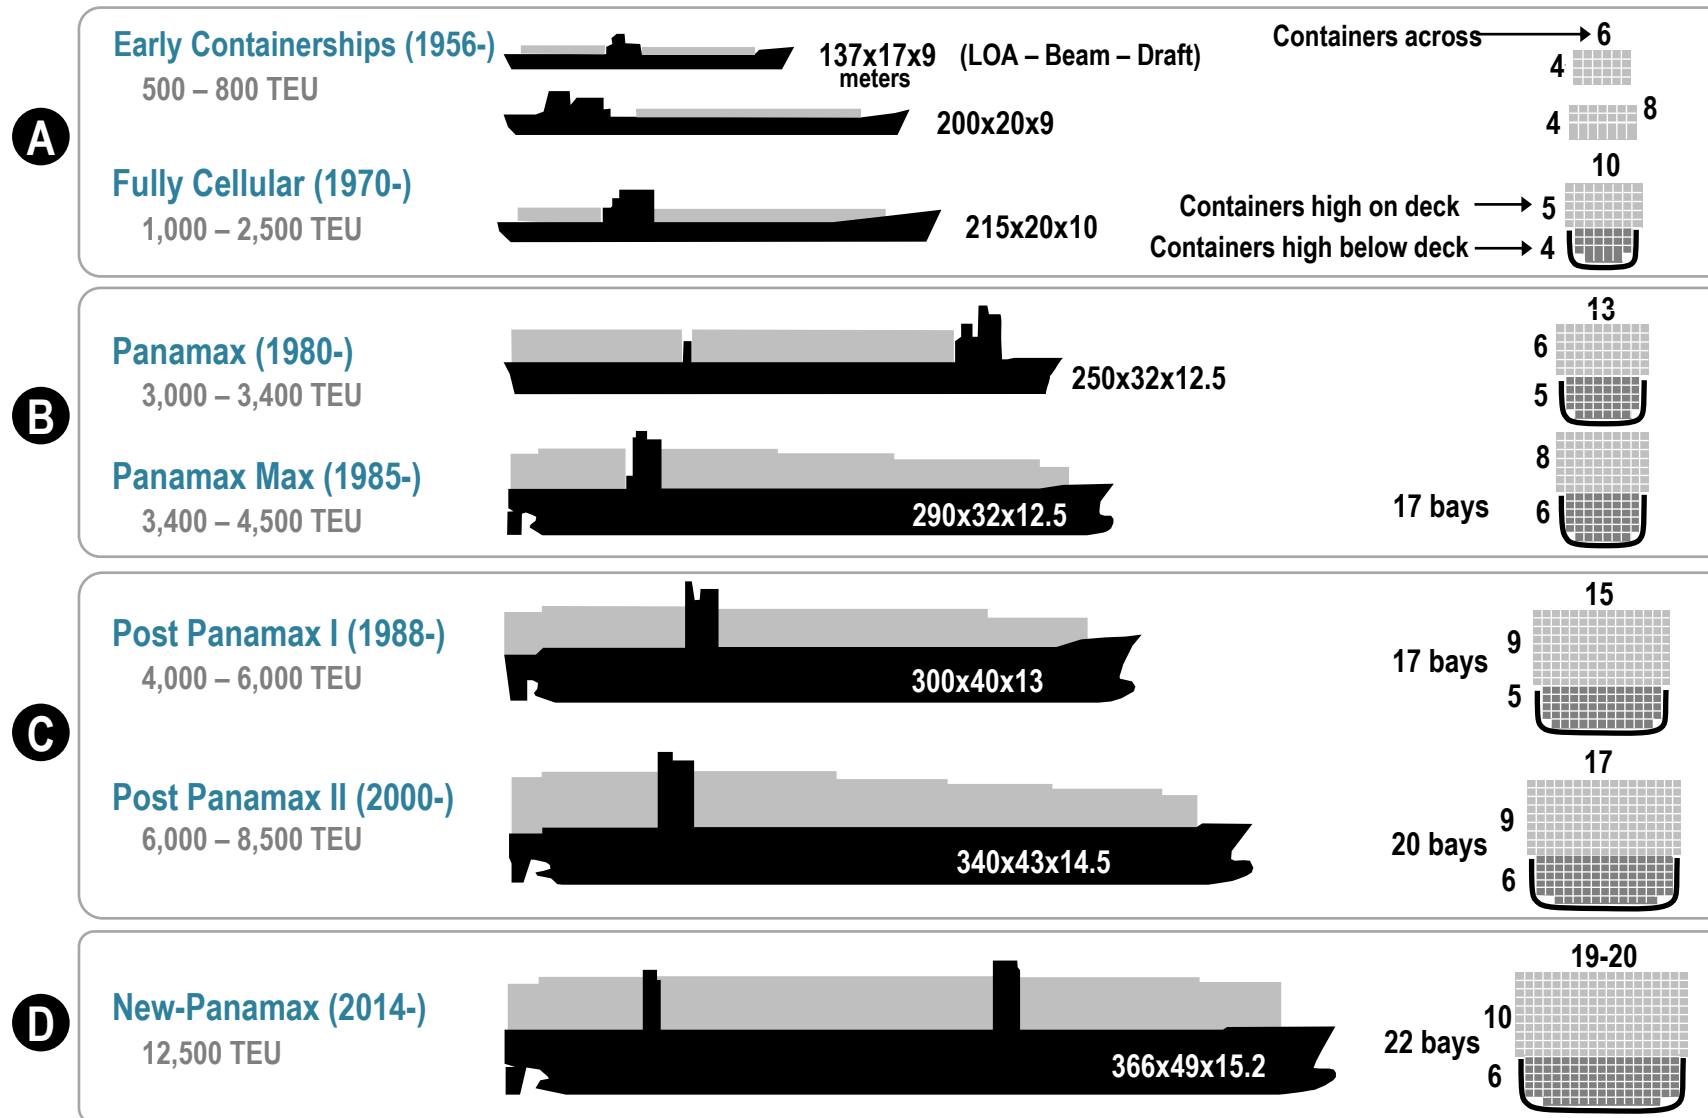 A
Early Containerships (1956-)
500 – 800 TEU
137x17x9 (LOA – Beam – Draft)
meters
Containers across 6
4
200x20x9
4 8
Fully Cellular (1970-)
1,000 – 2,500 TEU
215x20x10
10
Containers high on deck 5
Containers high below deck 4
B
Panamax (1980-)
3,000 – 3,400 TEU
250x32x12.5
13
6
5
Panamax Max (1985-)
3,400 – 4,500 TEU
290x32x12.5
17 bays
8
6
C
Post Panamax I (1988-)
4,000 – 6,000 TEU
300x40x13
17 bays
15
9
5
Post Panamax II (2000-)
6,000 – 8,500 TEU
340x43x14.5
20 bays
17
9
6
D
New-Panamax (2014-)
12,500 TEU
366x49x15.2
22 bays
19-20
10
6